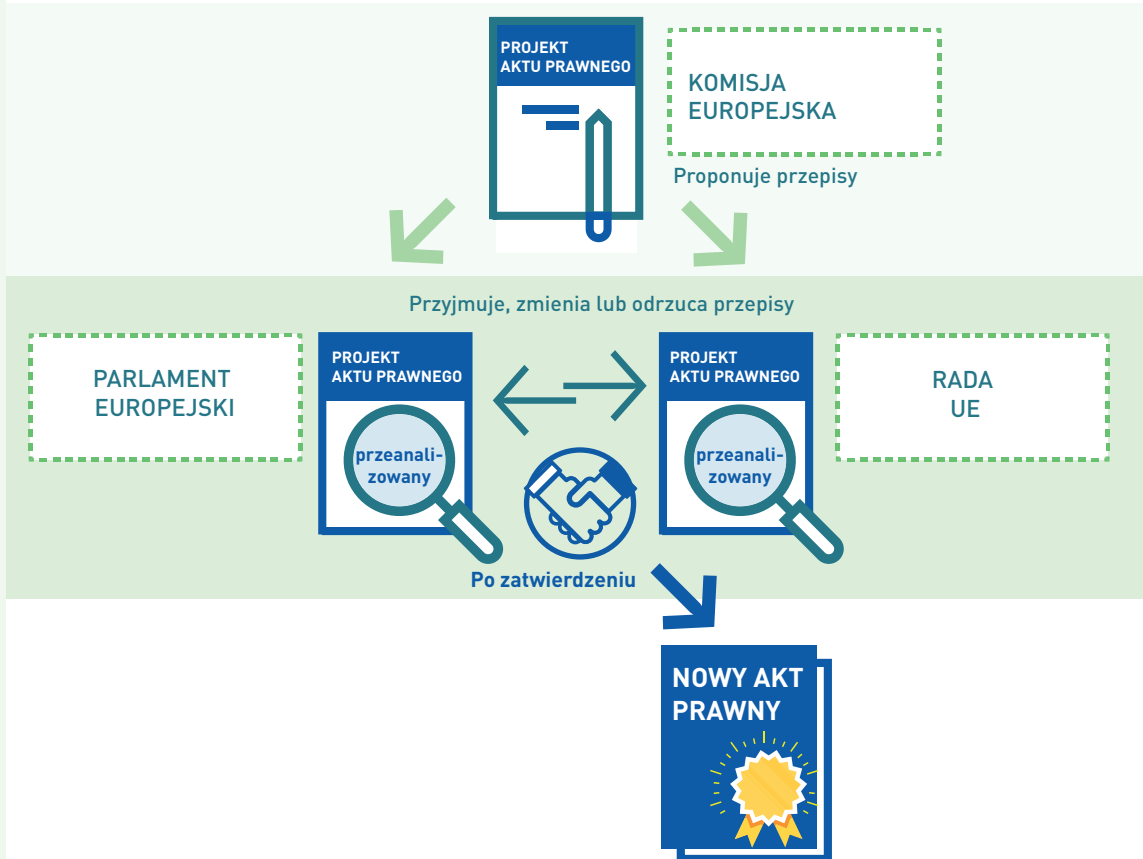 PROJEKT
AKTU PRAWNEGO
KOMISJA
EUROPEJSKA
Proponuje przepisy
Przyjmuje, zmienia lub odrzuca przepisy
PARLAMENT
EUROPEJSKI
PROJEKT
AKTU PRAWNEGO
przeanali-
zowany
PROJEKT
AKTU PRAWNEGO
przeanali-
zowany
RADA
UE
Po zatwierdzeniu
NOWY AKT
PRAWNY